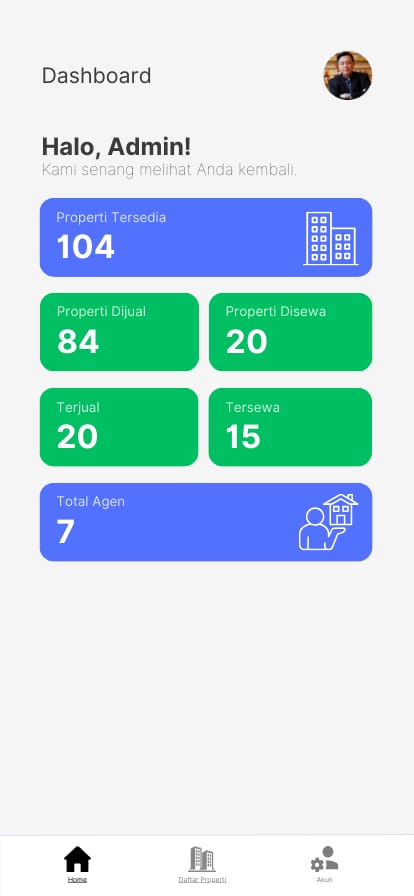 Dashboard
Halo, Admin!
Kami senang melihat Anda kembali.
Properti Tersedia
104
Properti Dijual
84
Properti Disewa
20
Terjual
20
Tersewa
15
Total Agen
7
Home
Daftar Properti
Akun